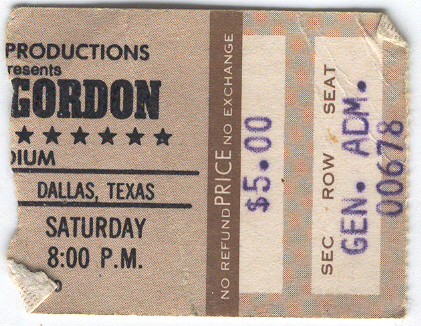 PRODUCTIONS
resents
GORDON
★ ★ ★ ★ ★ ★
DIUM
DALLAS, TEXAS
SATURDAY
8:00 P.M.
NO REFUND PRICE NO EXCHANGE
$5.00
SEC ROW SEAT
GEN. ADM.
00678